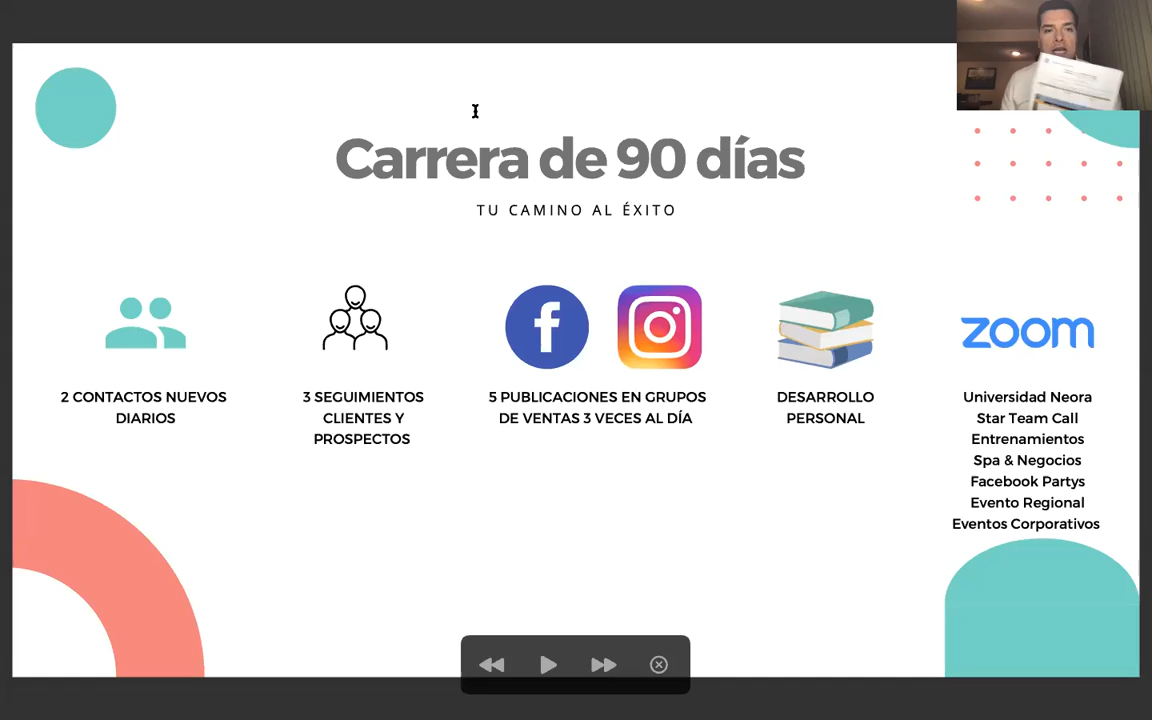 Carrera de 90 días
TU CAMINO AL ÉXITO
2 CONTACTOS NUEVOS
DIARIOS
3 SEGUIMIENTOS
CLIENTES Y
PROSPECTOS
5 PUBLICACIONES EN GRUPOS
DE VENTAS 3 VECES AL DÍA
DESARROLLO
PERSONAL
zoom
Universidad Neora
Star Team Call
Entrenamientos
Spa & Negocios
Facebook Partys
Evento Regional
Eventos Corporativos